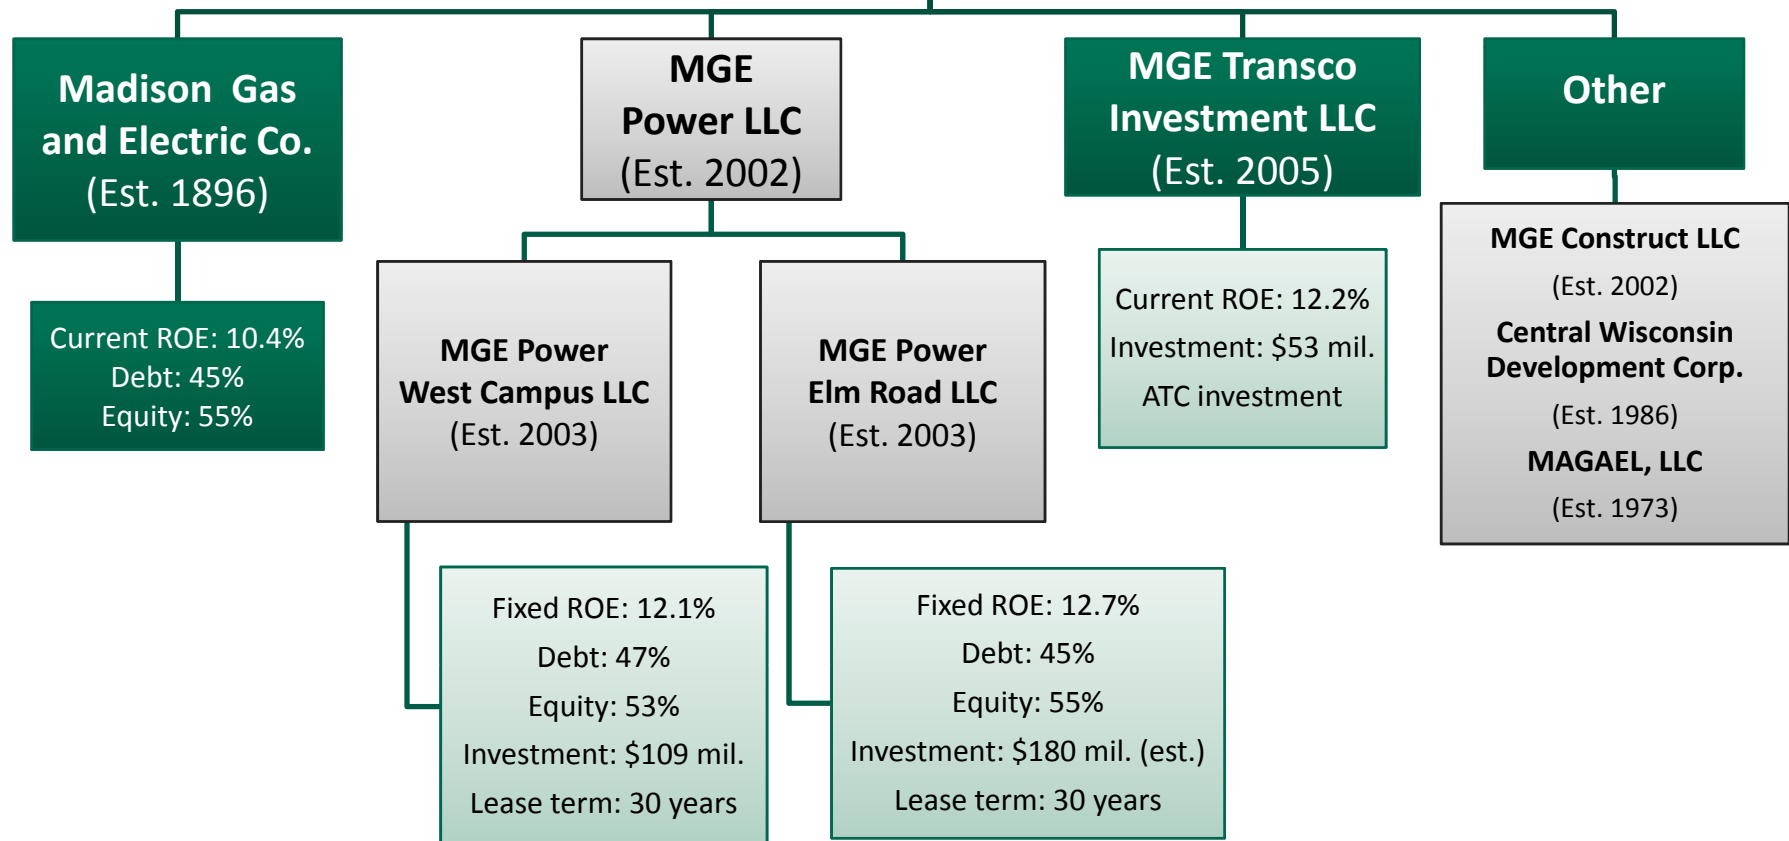 Madison Gas
and Electric Co.
(Est. 1896)
Current ROE: 10.4%
Debt: 45%
Equity: 55%
MGE
Power LLC
(Est. 2002)
MGE Power
West Campus LLC
(Est. 2003)
Fixed ROE: 12.1%
Debt: 47%
Equity: 53%
Investment: $109 mil.
Lease term: 30 years
MGE Power
Elm Road LLC
(Est. 2003)
Fixed ROE: 12.7%
Debt: 45%
Equity: 55%
Investment: $180 mil. (est.)
Lease term: 30 years
MGE Transco
Investment LLC
(Est. 2005)
Current ROE: 12.2%
Investment: $53 mil.
ATC investment
Other
MGE Construct LLC
(Est. 2002)
Central Wisconsin
Development Corp.
(Est. 1986)
MAGAEL, LLC
(Est. 1973)